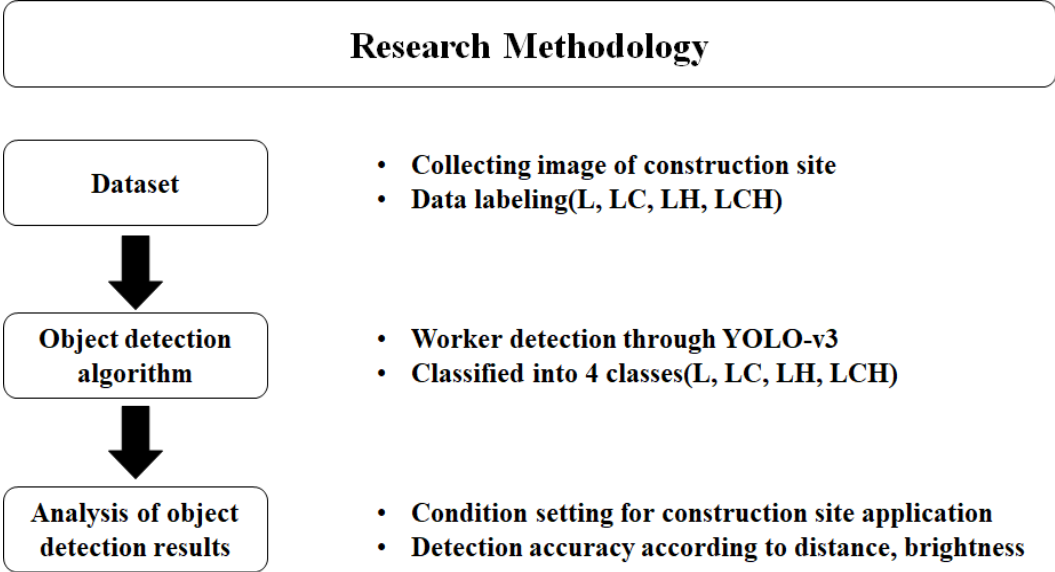 Research Methodology
Dataset
• Collecting image of construction site
• Data labeling(L, LC, LH, LCH)
Object detection
algorithm
• Worker detection through YOLO-v3
• Classified into 4 classes(L, LC, LH, LCH)
Analysis of object
detection results
• Condition setting for construction site application
• Detection accuracy according to distance, brightness